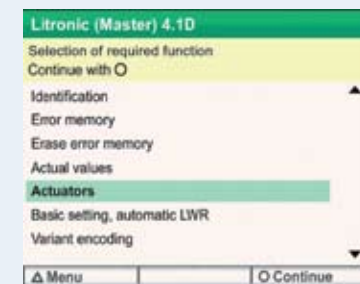 Litronic (Master) 4.1D
Selection of required function
Continue with O
Identification
Error memory
Erase error memory
Actual values
Actuators
Basic setting, automatic LWR
Variant encoding
Δ Menu
O Continue